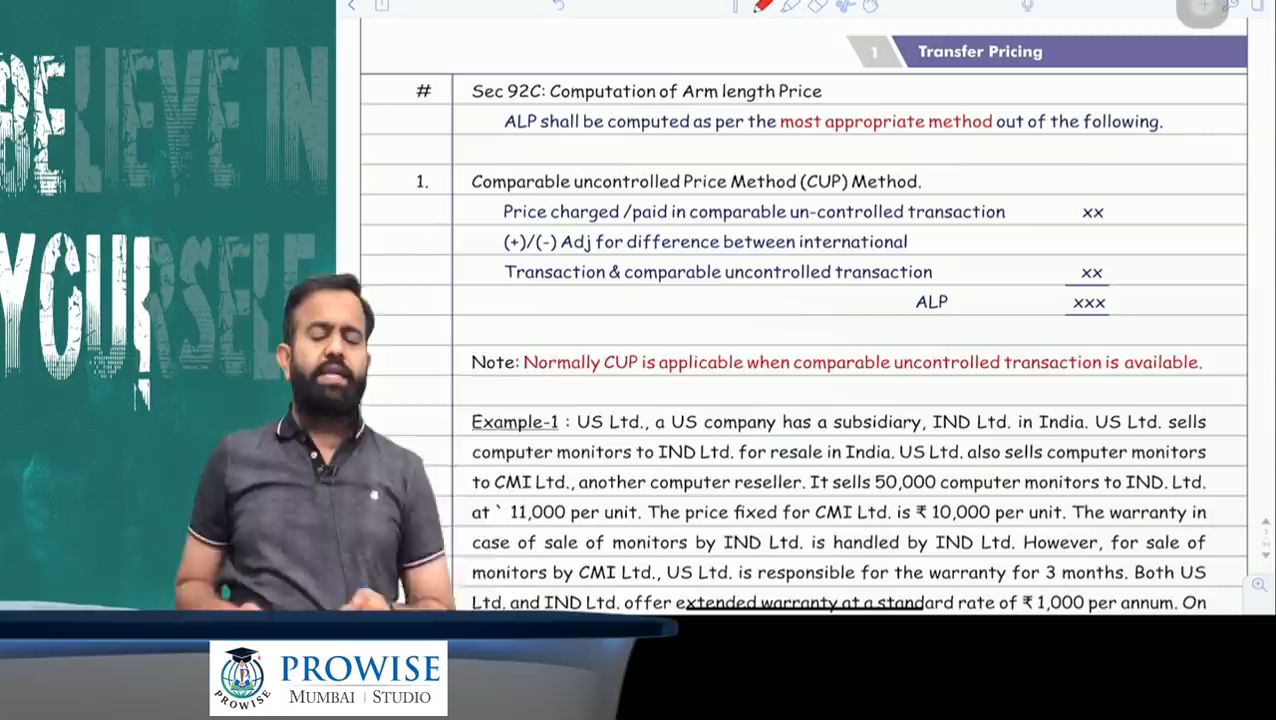 BELIEVE IN
YOURSELF
1 Transfer Pricing
# Sec 92C: Computation of Arm length Price
ALP shall be computed as per the most appropriate method out of the following.
1. Comparable uncontrolled Price Method (CUP) Method.
Price charged /paid in comparable un-controlled transaction xx
(+)/(-) Adj for difference between international
Transaction & comparable uncontrolled transaction xx
ALP xxx
Note: Normally CUP is applicable when comparable uncontrolled transaction is available.
Example-1 : US Ltd., a US company has a subsidiary, IND Ltd. in India. US Ltd. sells
computer monitors to IND Ltd. for resale in India. US Ltd. also sells computer monitors
to CMI Ltd., another computer reseller. It sells 50,000 computer monitors to IND. Ltd.
at ` 11,000 per unit. The price fixed for CMI Ltd. is ₹ 10,000 per unit. The warranty in
case of sale of monitors by IND Ltd. is handled by IND Ltd. However, for sale of
monitors by CMI Ltd., US Ltd. is responsible for the warranty for 3 months. Both US
Ltd. and IND Ltd. offer extended warranty at a standard rate of ₹ 1,000 per annum. On
PROWISE
PROWISE
MUMBAI | STUDIO